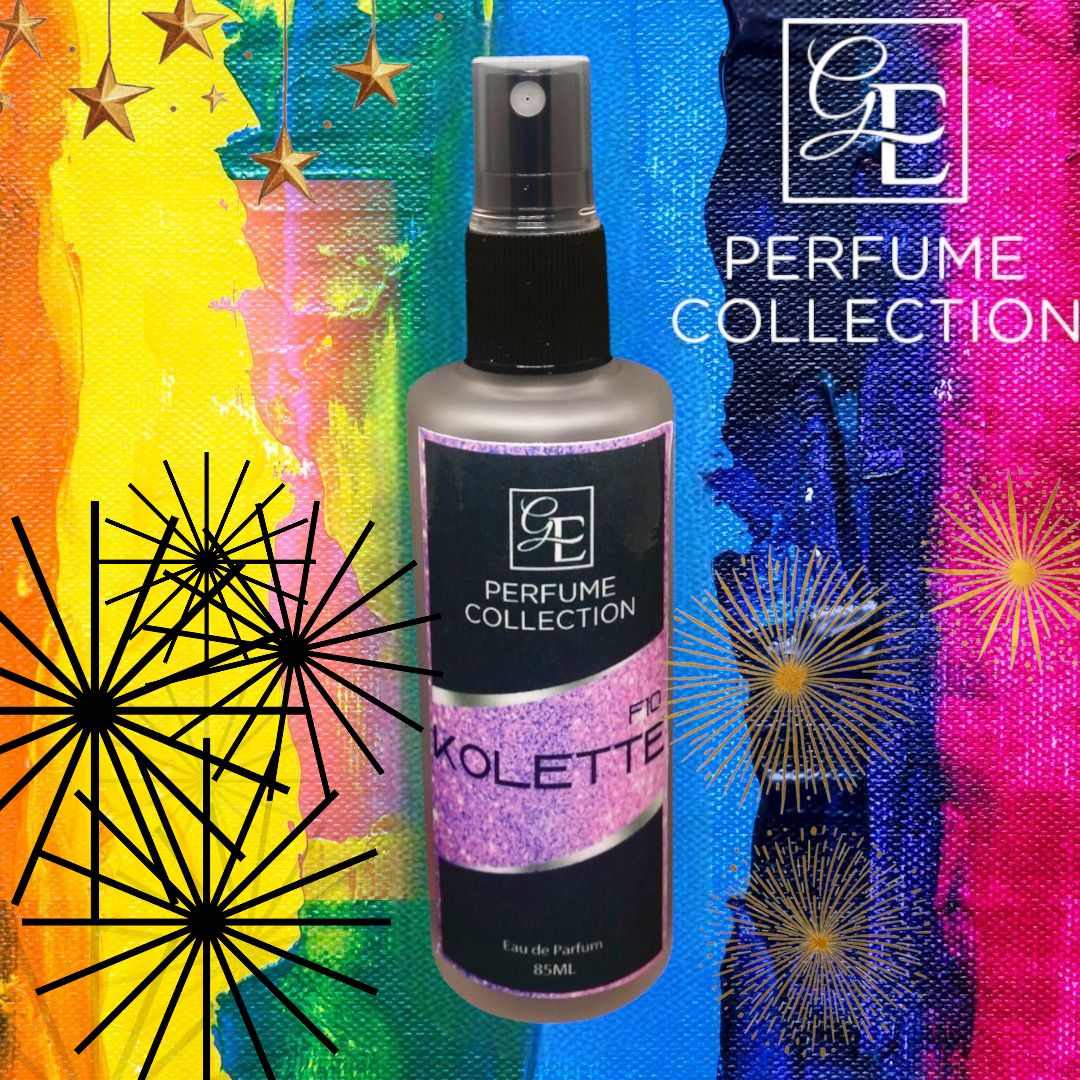 GE
PERFUME
COLLECTION
GE
PERFUME
COLLECTION
F10
KOLETTE
Eau de Parfum
85ML